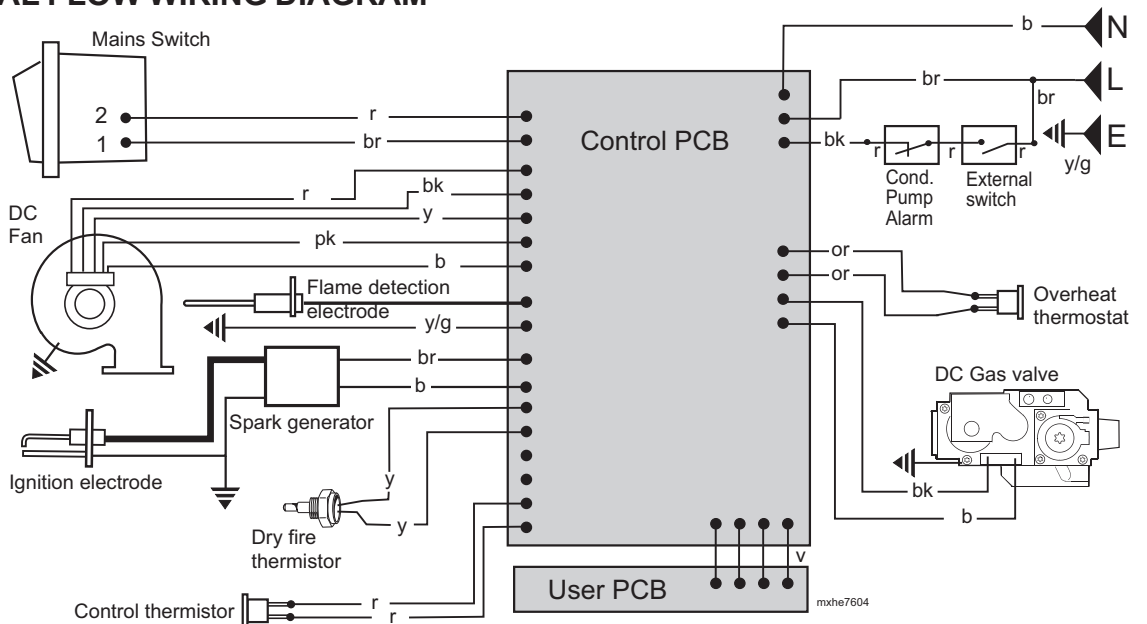 FLOW WIRING DIAGRAM
Mains Switch
2
1
r
br
DC
Fan
r
bk
y
pk
b
Flame detection
electrode
y/g
br
b
Spark generator
Ignition electrode
y
y
Dry fire
thermistor
Control thermistor
r
r
Control PCB
User PCB
v
mxhe7604
b
N
br
L
br
bk
r
r
r
E
y/g
Cond.
Pump
Alarm
External
switch
or
or
Overheat
thermostat
DC Gas valve
bk
b